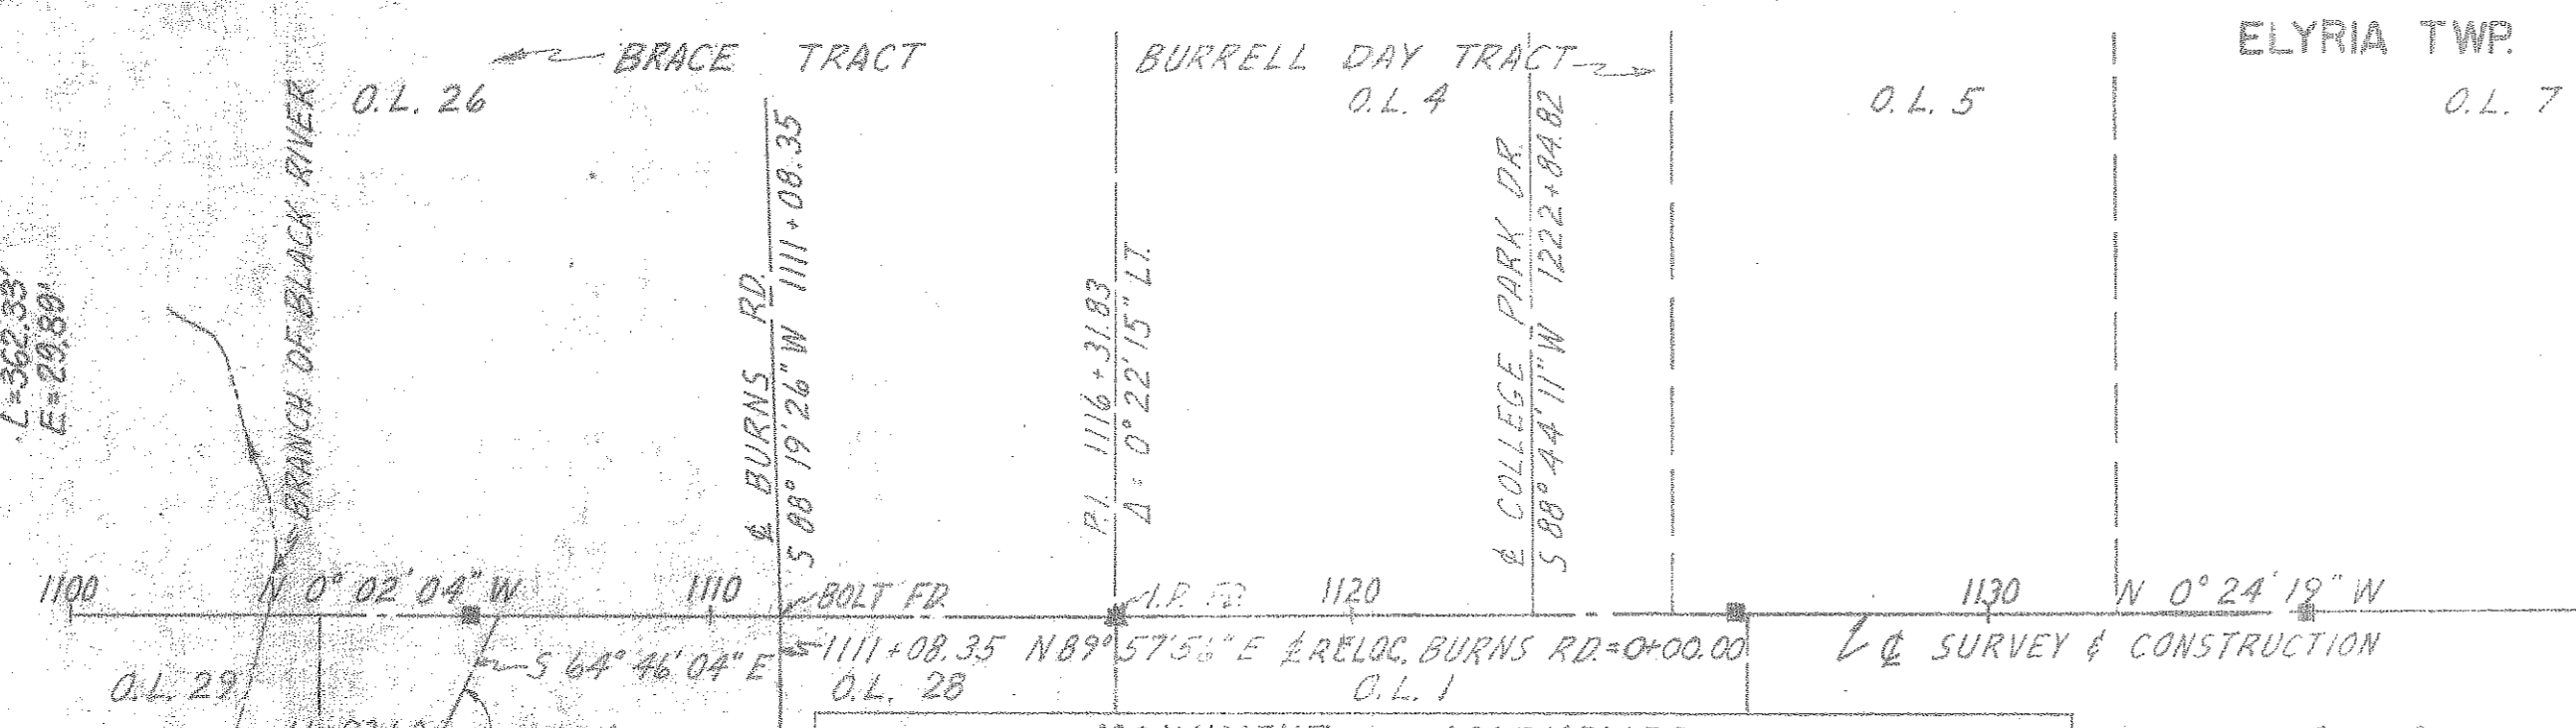 ELYRIA TWP.
BRACE TRACT
BURRELL DAY TRACT
O.L. 26
O.L. 4
O.L. 5
O.L. 7
L=362.33'
E=29.89'
BRANCH OF BLACK RIVER
℄ BURNS RD.
S 88° 19' 26" W 1111+08.35
P.I. 1116+31.83
Δ = 0° 22' 15" LT.
℄ COLLEGE PARK DR.
S 88° 44' 11" W 1222+84.82
1100
N 0° 02' 04" W
1110
BOLT FD.
I.P. FD.
1120
1130
N 0° 24' 19" W
S 64° 46' 04" E
1111+08.35 N 89° 57' 56" E ℄ RELOC. BURNS RD.=0+00.00
℄ SURVEY & CONSTRUCTION
O.L. 29
O.L. 28
O.L. 1